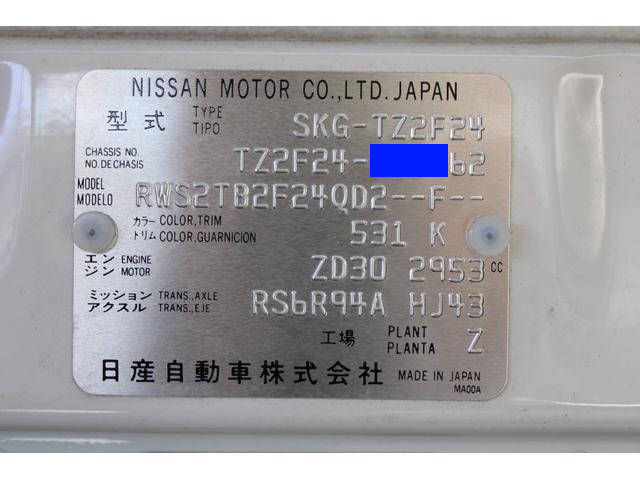 NISSAN MOTOR CO.,LTD. JAPAN
型式 TYPE TIPO SKG-TZ2F24
CHASSIS NO. NO. DE CHASIS TZ2F24- 62
MODEL MODELO RWS2TB2F24QD2--F--
カラー COLOR,TRIM
トリム COLOR,GUARNICION 531 K
エンジン ENGINE MOTOR ZD30 2953 CC
ミッション TRANS.,AXLE
アクスル TRANS.,EJE RS6R94A HJ43
工場 PLANT PLANTA Z
日産自動車株式会社 MADE IN JAPAN
MA00A